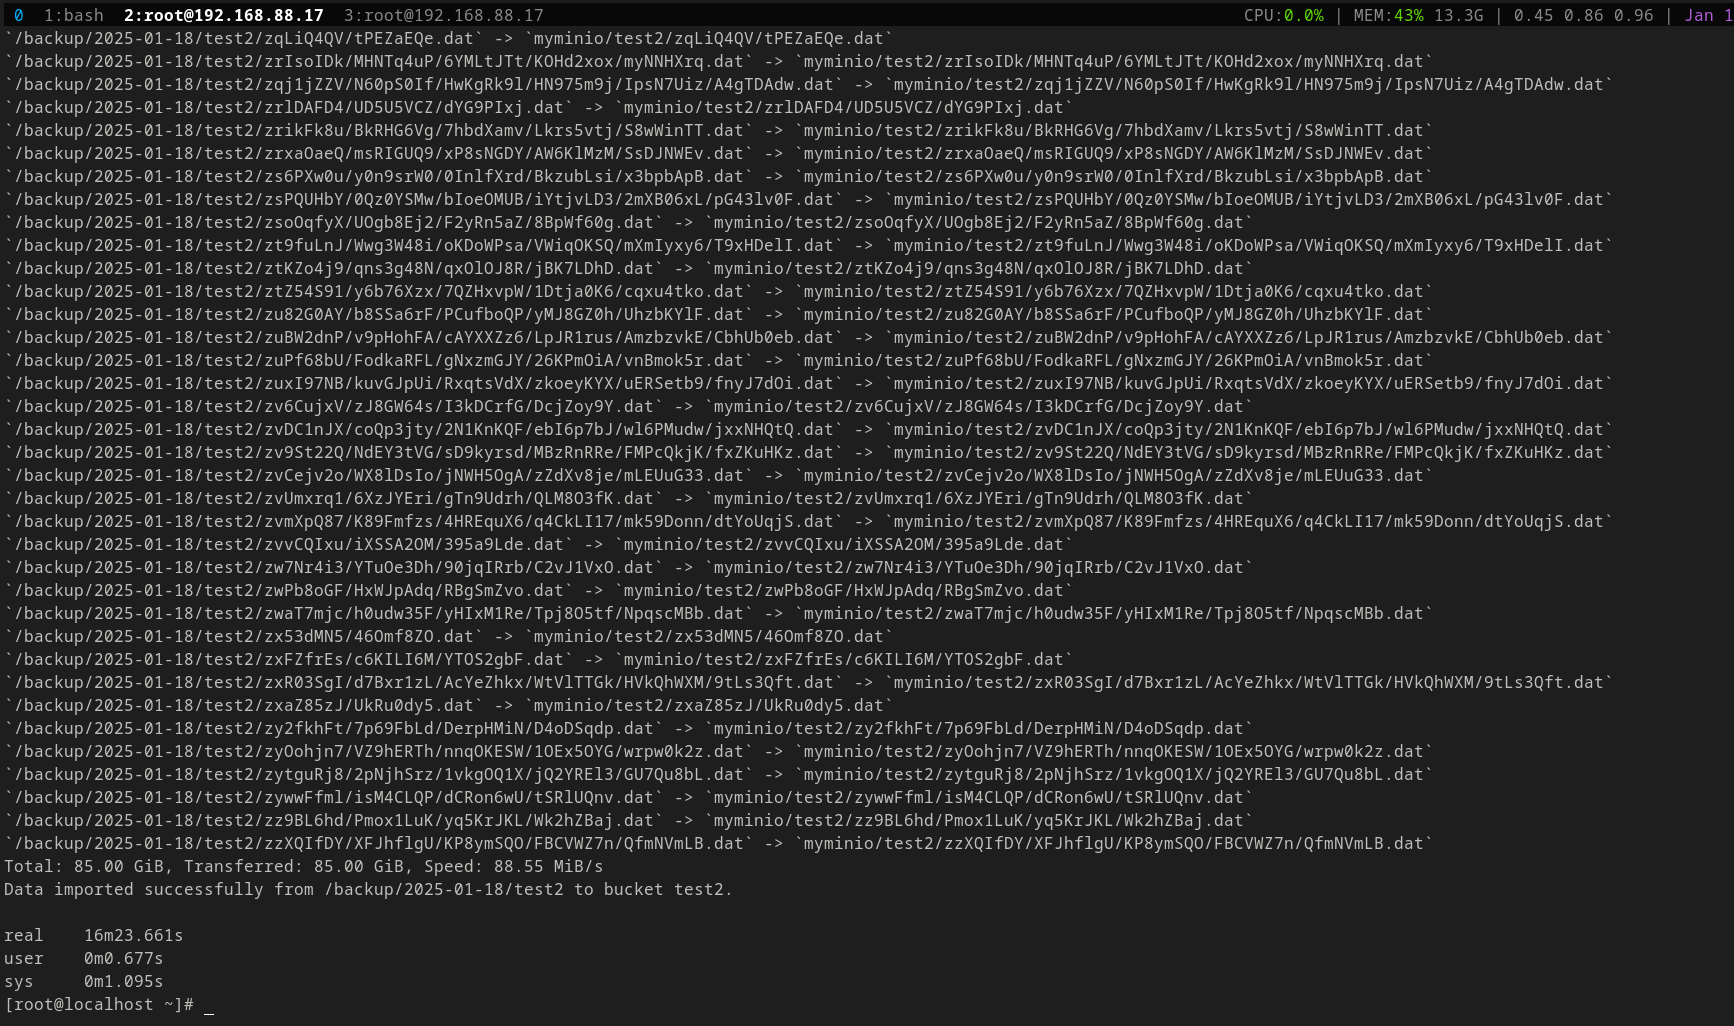 0 1:bash 2:root@192.168.88.17 3:root@192.168.88.17 CPU:0.0% | MEM:43% 13.3G | 0.45 0.86 0.96 | Jan 1
`/backup/2025-01-18/test2/zqLiQ4QV/tPEZaEQe.dat` -> `myminio/test2/zqLiQ4QV/tPEZaEQe.dat`
`/backup/2025-01-18/test2/zrIsoIDk/MHNTq4uP/6YMLtJTt/KOHd2xox/myNNHXrq.dat` -> `myminio/test2/zrIsoIDk/MHNTq4uP/6YMLtJTt/KOHd2xox/myNNHXrq.dat`
`/backup/2025-01-18/test2/zqj1jZZV/N60pS0If/HwKgRk9l/HN975m9j/IpsN7Uiz/A4gTDAdw.dat` -> `myminio/test2/zqj1jZZV/N60pS0If/HwKgRk9l/HN975m9j/IpsN7Uiz/A4gTDAdw.dat`
`/backup/2025-01-18/test2/zrlDAFD4/UD5U5VCZ/dYG9PIxj.dat` -> `myminio/test2/zrlDAFD4/UD5U5VCZ/dYG9PIxj.dat`
`/backup/2025-01-18/test2/zrikFk8u/BkRHG6Vg/7hbdXamv/Lkrs5vtj/S8wWinTT.dat` -> `myminio/test2/zrikFk8u/BkRHG6Vg/7hbdXamv/Lkrs5vtj/S8wWinTT.dat`
`/backup/2025-01-18/test2/zrxaOaeQ/msRIGUQ9/xP8sNGDY/AW6KlMzM/SsDJNWEv.dat` -> `myminio/test2/zrxaOaeQ/msRIGUQ9/xP8sNGDY/AW6KlMzM/SsDJNWEv.dat`
`/backup/2025-01-18/test2/zs6PXw0u/y0n9srW0/0InlfXrd/BkzubLsi/x3bpbApB.dat` -> `myminio/test2/zs6PXw0u/y0n9srW0/0InlfXrd/BkzubLsi/x3bpbApB.dat`
`/backup/2025-01-18/test2/zsPQUHbY/0Qz0YSMw/bIoeOMUB/iYtjvLD3/2mXB06xL/pG43lv0F.dat` -> `myminio/test2/zsPQUHbY/0Qz0YSMw/bIoeOMUB/iYtjvLD3/2mXB06xL/pG43lv0F.dat`
`/backup/2025-01-18/test2/zsoOqfyX/UOgb8Ej2/F2yRn5aZ/8BpWf60g.dat` -> `myminio/test2/zsoOqfyX/UOgb8Ej2/F2yRn5aZ/8BpWf60g.dat`
`/backup/2025-01-18/test2/zt9fuLnJ/Wwg3W48i/oKDoWPsa/VWiqOKSQ/mXmIyxy6/T9xHDelI.dat` -> `myminio/test2/zt9fuLnJ/Wwg3W48i/oKDoWPsa/VWiqOKSQ/mXmIyxy6/T9xHDelI.dat`
`/backup/2025-01-18/test2/ztKZo4j9/qns3g48N/qxOlOJ8R/jBK7LDhD.dat` -> `myminio/test2/ztKZo4j9/qns3g48N/qxOlOJ8R/jBK7LDhD.dat`
`/backup/2025-01-18/test2/ztZ54S91/y6b76Xzx/7QZHxvpW/1Dtja0K6/cqxu4tko.dat` -> `myminio/test2/ztZ54S91/y6b76Xzx/7QZHxvpW/1Dtja0K6/cqxu4tko.dat`
`/backup/2025-01-18/test2/zu82G0AY/b8SSa6rF/PCufboQP/yMJ8GZ0h/UhzbKYlF.dat` -> `myminio/test2/zu82G0AY/b8SSa6rF/PCufboQP/yMJ8GZ0h/UhzbKYlF.dat`
`/backup/2025-01-18/test2/zuBW2dnP/v9pHohFA/cAYXXZz6/LpJR1rus/AmzbzvkE/CbhUb0eb.dat` -> `myminio/test2/zuBW2dnP/v9pHohFA/cAYXXZz6/LpJR1rus/AmzbzvkE/CbhUb0eb.dat`
`/backup/2025-01-18/test2/zuPf68bU/FodkaRFL/gNxzmGJY/26KPmOiA/vnBmok5r.dat` -> `myminio/test2/zuPf68bU/FodkaRFL/gNxzmGJY/26KPmOiA/vnBmok5r.dat`
`/backup/2025-01-18/test2/zuxI97NB/kuvGJpUi/RxqtsVdX/zkoeyKYX/uERSetb9/fnyJ7dOi.dat` -> `myminio/test2/zuxI97NB/kuvGJpUi/RxqtsVdX/zkoeyKYX/uERSetb9/fnyJ7dOi.dat`
`/backup/2025-01-18/test2/zv6CujxV/zJ8GW64s/I3kDCrfG/DcjZoy9Y.dat` -> `myminio/test2/zv6CujxV/zJ8GW64s/I3kDCrfG/DcjZoy9Y.dat`
`/backup/2025-01-18/test2/zvDC1nJX/coQp3jty/2N1KnKQF/ebI6p7bJ/wl6PMudw/jxxNHQtQ.dat` -> `myminio/test2/zvDC1nJX/coQp3jty/2N1KnKQF/ebI6p7bJ/wl6PMudw/jxxNHQtQ.dat`
`/backup/2025-01-18/test2/zv9St22Q/NdEY3tVG/sD9kyrsd/MBzRnRRe/FMPcQkjK/fxZKuHKz.dat` -> `myminio/test2/zv9St22Q/NdEY3tVG/sD9kyrsd/MBzRnRRe/FMPcQkjK/fxZKuHKz.dat`
`/backup/2025-01-18/test2/zvCejv2o/WX8lDsIo/jNWH5OgA/zZdXv8je/mLEUuG33.dat` -> `myminio/test2/zvCejv2o/WX8lDsIo/jNWH5OgA/zZdXv8je/mLEUuG33.dat`
`/backup/2025-01-18/test2/zvUmxrq1/6XzJYEri/gTn9Udrh/QLM8O3fK.dat` -> `myminio/test2/zvUmxrq1/6XzJYEri/gTn9Udrh/QLM8O3fK.dat`
`/backup/2025-01-18/test2/zvmXpQ87/K89Fmfzs/4HREquX6/q4CkLI17/mk59Donn/dtYoUqjS.dat` -> `myminio/test2/zvmXpQ87/K89Fmfzs/4HREquX6/q4CkLI17/mk59Donn/dtYoUqjS.dat`
`/backup/2025-01-18/test2/zvvCQIxu/iXSSA2OM/395a9Lde.dat` -> `myminio/test2/zvvCQIxu/iXSSA2OM/395a9Lde.dat`
`/backup/2025-01-18/test2/zw7Nr4i3/YTuOe3Dh/90jqIRrb/C2vJ1VxO.dat` -> `myminio/test2/zw7Nr4i3/YTuOe3Dh/90jqIRrb/C2vJ1VxO.dat`
`/backup/2025-01-18/test2/zwPb8oGF/HxWJpAdq/RBgSmZvo.dat` -> `myminio/test2/zwPb8oGF/HxWJpAdq/RBgSmZvo.dat`
`/backup/2025-01-18/test2/zwaT7mjc/h0udw35F/yHIxM1Re/Tpj8O5tf/NpqscMBb.dat` -> `myminio/test2/zwaT7mjc/h0udw35F/yHIxM1Re/Tpj8O5tf/NpqscMBb.dat`
`/backup/2025-01-18/test2/zx53dMN5/46Omf8ZO.dat` -> `myminio/test2/zx53dMN5/46Omf8ZO.dat`
`/backup/2025-01-18/test2/zxFZfrEs/c6KILI6M/YTOS2gbF.dat` -> `myminio/test2/zxFZfrEs/c6KILI6M/YTOS2gbF.dat`
`/backup/2025-01-18/test2/zxR03SgI/d7Bxr1zL/AcYeZhkx/WtVlTTGk/HVkQhWXM/9tLs3Qft.dat` -> `myminio/test2/zxR03SgI/d7Bxr1zL/AcYeZhkx/WtVlTTGk/HVkQhWXM/9tLs3Qft.dat`
`/backup/2025-01-18/test2/zxaZ85zJ/UkRu0dy5.dat` -> `myminio/test2/zxaZ85zJ/UkRu0dy5.dat`
`/backup/2025-01-18/test2/zy2fkhFt/7p69FbLd/DerpHMiN/D4oDSqdp.dat` -> `myminio/test2/zy2fkhFt/7p69FbLd/DerpHMiN/D4oDSqdp.dat`
`/backup/2025-01-18/test2/zyOohjn7/VZ9hERTh/nnqOKESW/1OEx5OYG/wrpw0k2z.dat` -> `myminio/test2/zyOohjn7/VZ9hERTh/nnqOKESW/1OEx5OYG/wrpw0k2z.dat`
`/backup/2025-01-18/test2/zytguRj8/2pNjhSrz/1vkgOQ1X/jQ2YREl3/GU7Qu8bL.dat` -> `myminio/test2/zytguRj8/2pNjhSrz/1vkgOQ1X/jQ2YREl3/GU7Qu8bL.dat`
`/backup/2025-01-18/test2/zywwFfml/isM4CLQP/dCRon6wU/tSRlUQnv.dat` -> `myminio/test2/zywwFfml/isM4CLQP/dCRon6wU/tSRlUQnv.dat`
`/backup/2025-01-18/test2/zz9BL6hd/Pmox1LuK/yq5KrJKL/Wk2hZBaj.dat` -> `myminio/test2/zz9BL6hd/Pmox1LuK/yq5KrJKL/Wk2hZBaj.dat`
`/backup/2025-01-18/test2/zzXQIfDY/XFJhflgU/KP8ymSQO/FBCVWZ7n/QfmNVmLB.dat` -> `myminio/test2/zzXQIfDY/XFJhflgU/KP8ymSQO/FBCVWZ7n/QfmNVmLB.dat`
Total: 85.00 GiB, Transferred: 85.00 GiB, Speed: 88.55 MiB/s
Data imported successfully from /backup/2025-01-18/test2 to bucket test2.
real 16m23.661s
user 0m0.677s
sys 0m1.095s
[root@localhost ~]# _